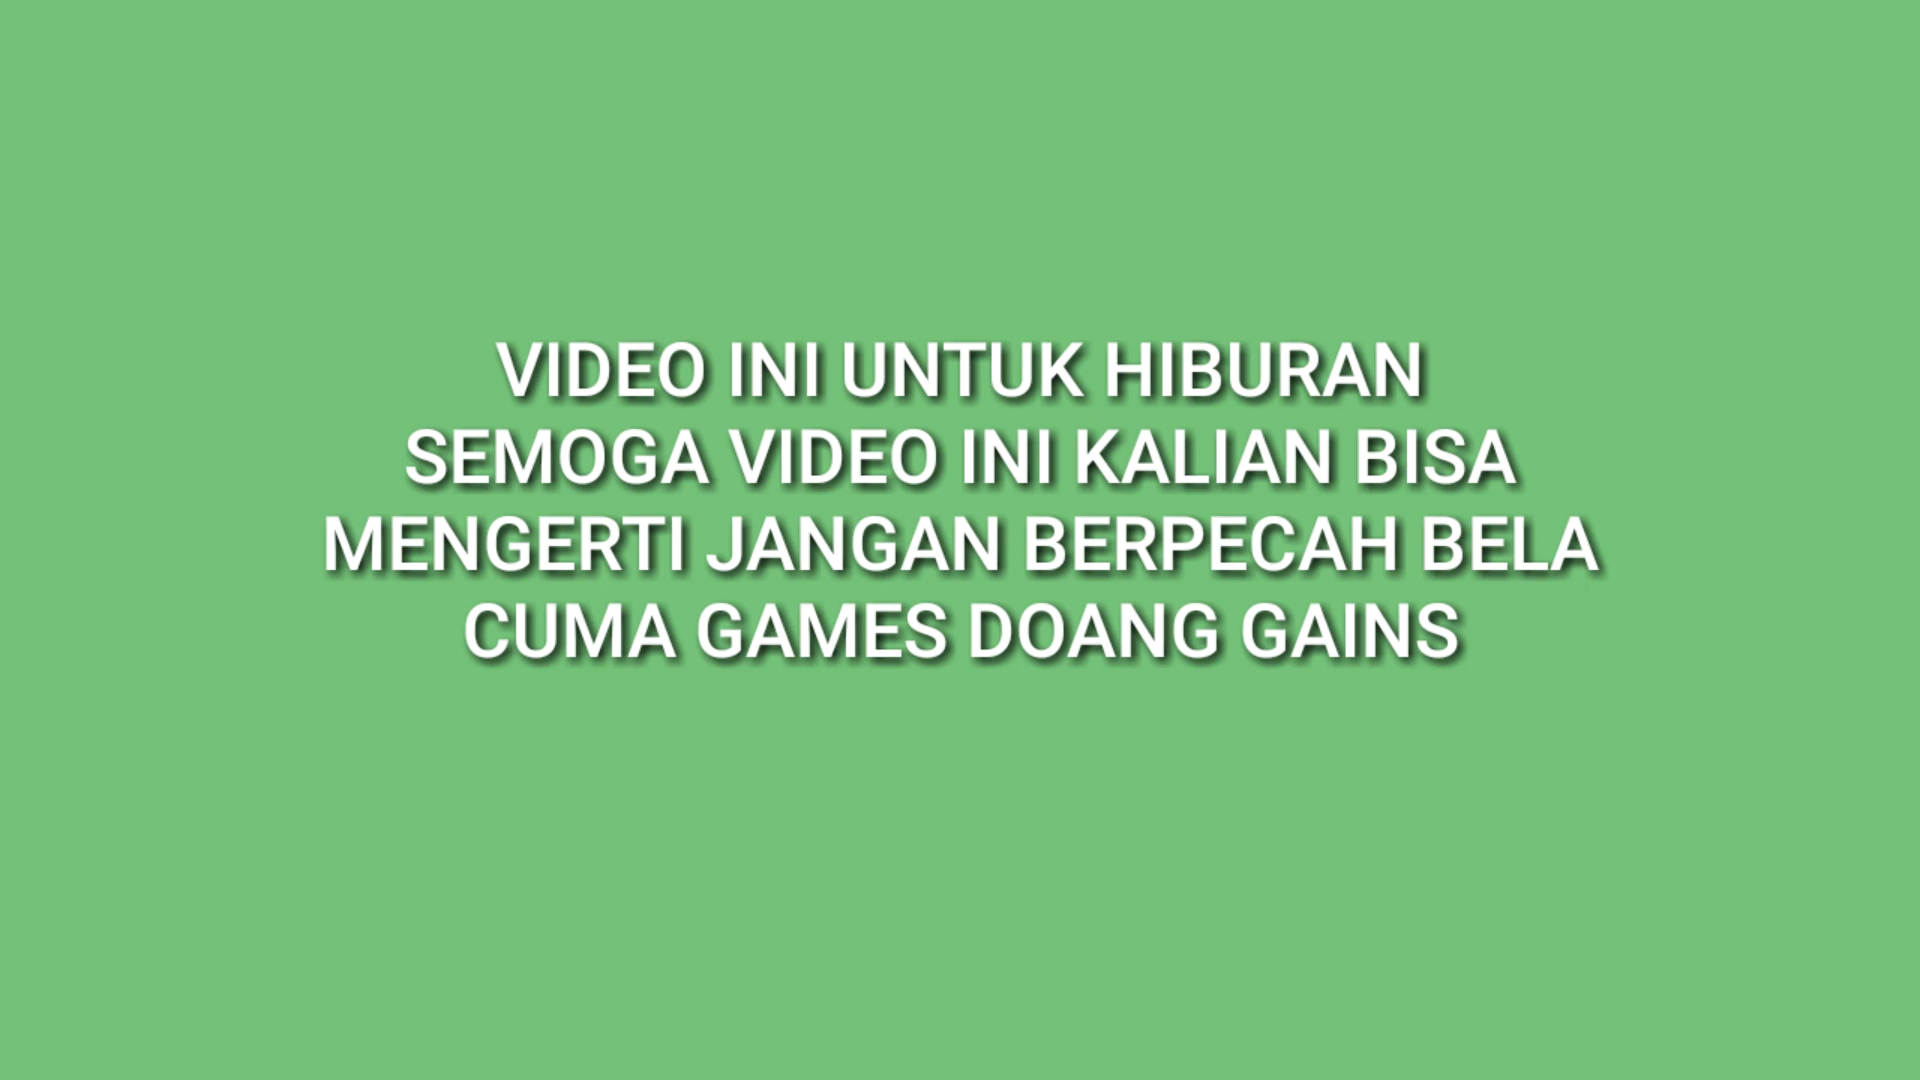 VIDEO INI UNTUK HIBURAN
SEMOGA VIDEO INI KALIAN BISA
MENGERTI JANGAN BERPECAH BELA
CUMA GAMES DOANG GAINS